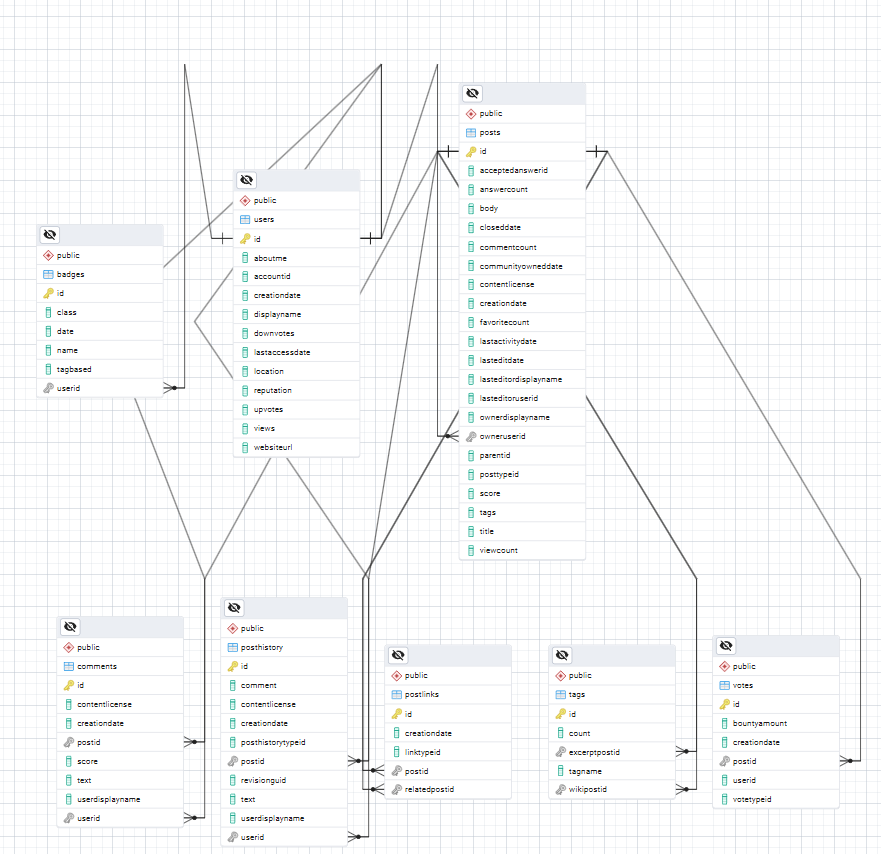 public
posts
id
acceptedanswerid
answercount
body
closeddate
commentcount
communityowneddate
contentlicense
creationdate
favoritecount
lastactivitydate
lasteditdate
lasteditordisplayname
lasteditoruserid
ownerdisplayname
owneruserid
parentid
posttypeid
score
tags
title
viewcount
public
users
id
aboutme
accountid
creationdate
displayname
downvotes
lastaccessdate
location
reputation
upvotes
views
websiteurl
public
badges
id
class
date
name
tagbased
userid
public
comments
id
contentlicense
creationdate
postid
score
text
userdisplayname
userid
public
posthistory
id
comment
contentlicense
creationdate
posthistorytypeid
postid
revisionguid
text
userdisplayname
userid
public
postlinks
id
creationdate
linktypeid
postid
relatedpostid
public
tags
id
count
excerptpostid
tagname
wikipostid
public
votes
id
bountyamount
creationdate
postid
userid
votetypeid